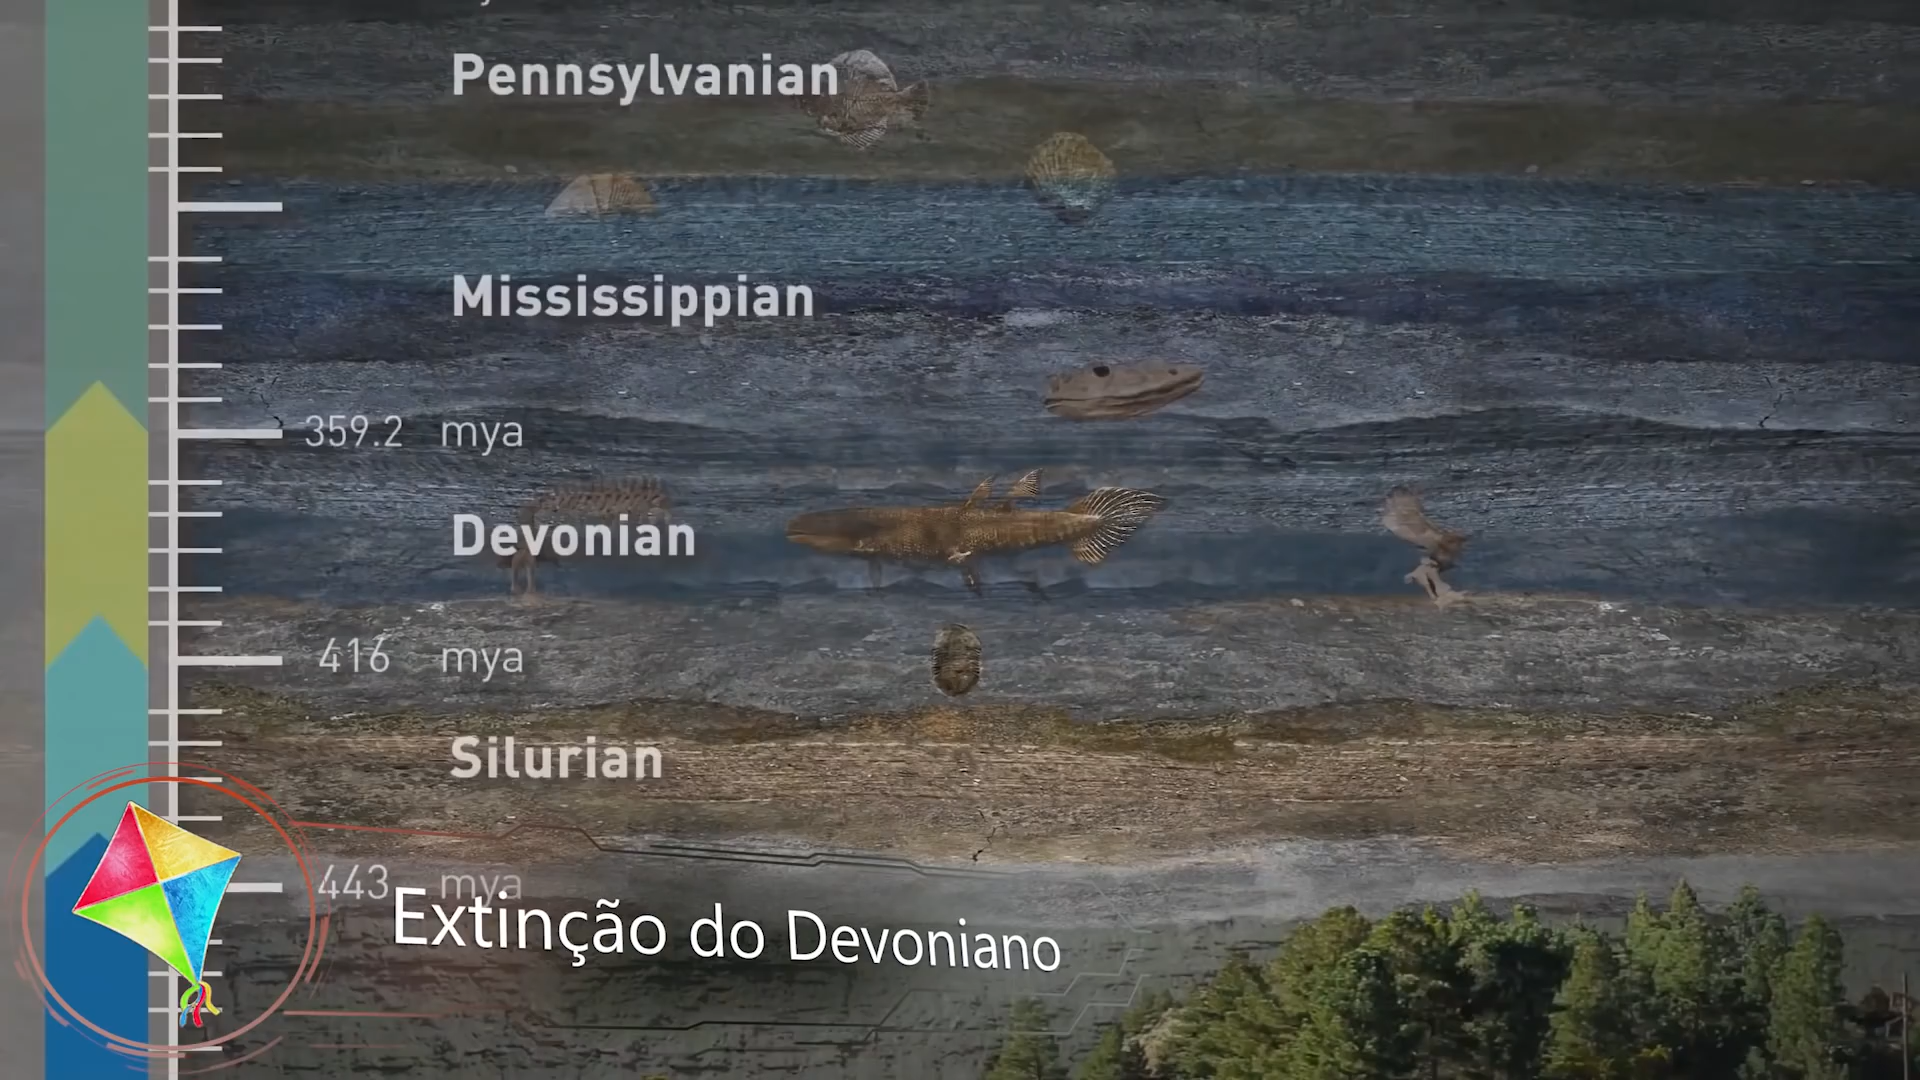 Pennsylvanian
Mississippian
359.2 mya
Devonian
416 mya
Silurian
443 mya
Extinção do Devoniano